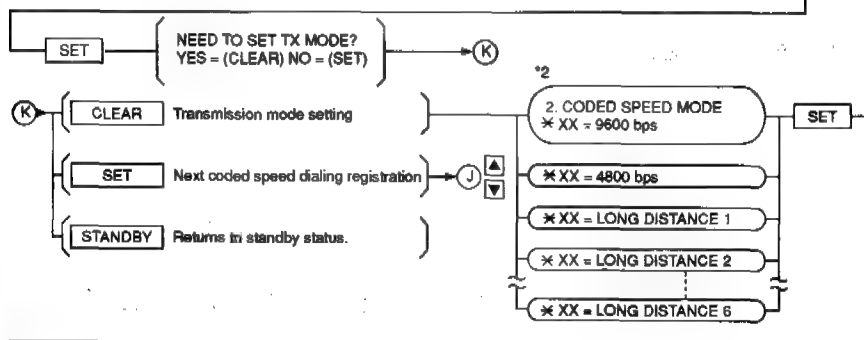 SET
NEED TO SET TX MODE?
YES = (CLEAR) NO = (SET)
K
*2
K
CLEAR Transmission mode setting
2. CODED SPEED MODE
* XX = 9600 bps
SET
SET Next coded speed dialing registration
J
▲
▼
* XX = 4800 bps
STANDBY Returns in standby status.
* XX = LONG DISTANCE 1
* XX = LONG DISTANCE 2
* XX = LONG DISTANCE 6